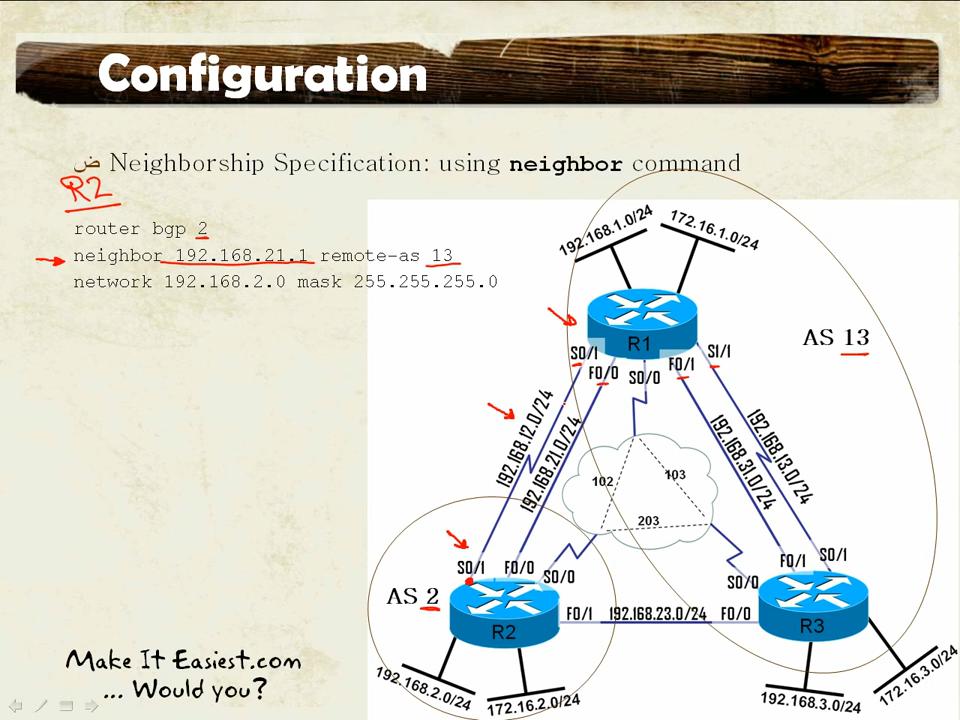 Configuration
ض Neighborship Specification: using neighbor command
R2
router bgp 2
neighbor 192.168.21.1 remote-as 13
network 192.168.2.0 mask 255.255.255.0
192.168.1.0/24
172.16.1.0/24
R1
AS 13
S0/1
F0/0
S0/0
F0/1
S1/1
192.168.12.0/24
192.168.21.0/24
192.168.31.0/24
192.168.13.0/24
102
103
203
S0/1
F0/0
S0/0
AS 2
R2
F0/1
192.168.23.0/24
F0/0
S0/0
F0/1
S0/1
R3
192.168.2.0/24
172.16.2.0/24
192.168.3.0/24
172.16.3.0/24
Make It Easiest.com
... Would you?